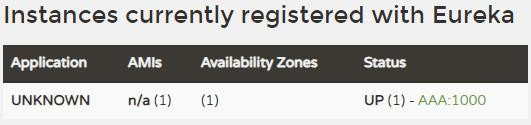 Instances currently registered with Eureka
Application AMIs Availability Zones Status
UNKNOWN n/a (1) (1) UP (1) - AAA:1000